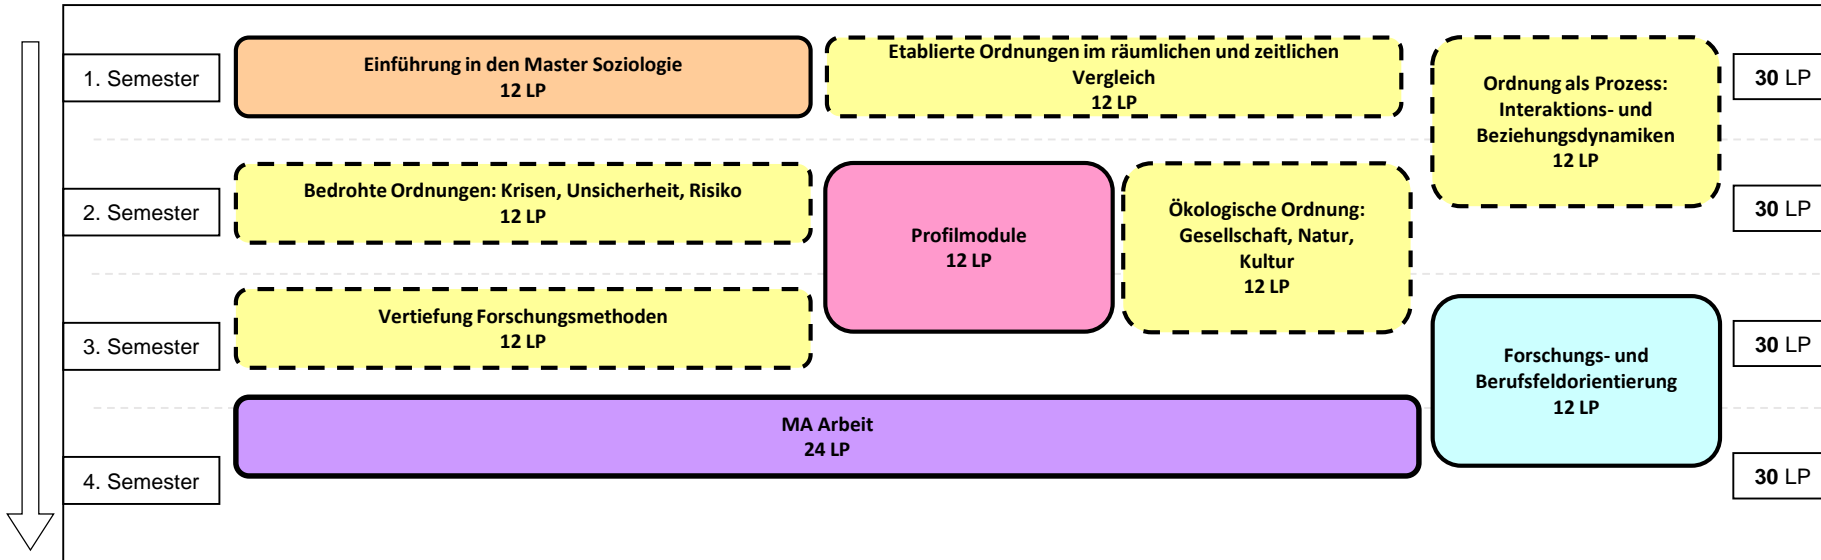 1. Semester
Einführung in den Master Soziologie
12 LP
Etablierte Ordnungen im räumlichen und zeitlichen
Vergleich
12 LP
Ordnung als Prozess:
Interaktions- und
Beziehungsdynamiken
12 LP
30 LP
2. Semester
Bedrohte Ordnungen: Krisen, Unsicherheit, Risiko
12 LP
Profilmodule
12 LP
Ökologische Ordnung:
Gesellschaft, Natur,
Kultur
12 LP
30 LP
3. Semester
Vertiefung Forschungsmethoden
12 LP
Forschungs- und
Berufsfeldorientierung
12 LP
30 LP
4. Semester
MA Arbeit
24 LP
30 LP